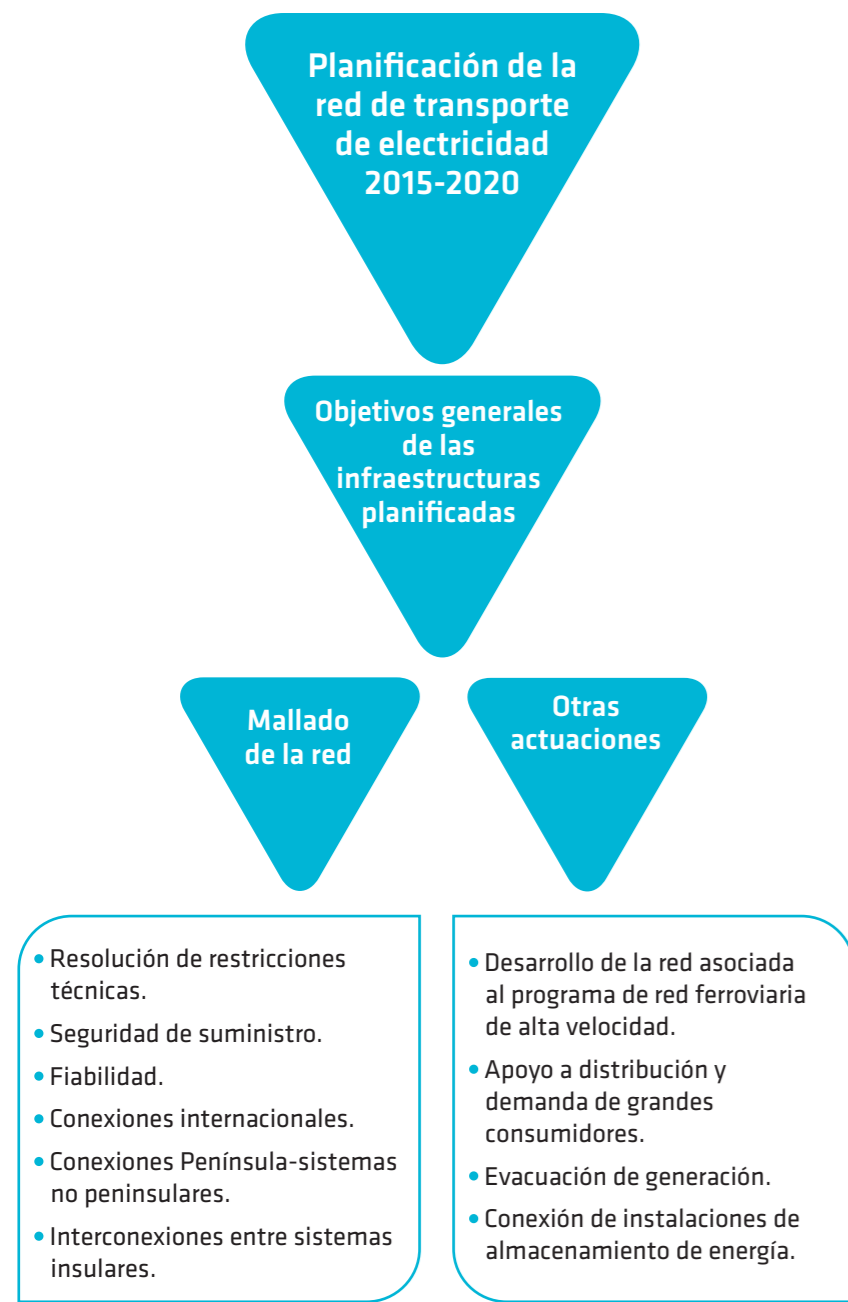 Planificación de la
red de transporte
de electricidad
2015-2020
Objetivos generales
de las
infraestructuras
planificadas
Mallado
de la red
Otras
actuaciones
• Resolución de restricciones
técnicas.
• Seguridad de suministro.
• Fiabilidad.
• Conexiones internacionales.
• Conexiones Península-sistemas
no peninsulares.
• Interconexiones entre sistemas
insulares.
• Desarrollo de la red asociada
al programa de red ferroviaria
de alta velocidad.
• Apoyo a distribución y
demanda de grandes
consumidores.
• Evacuación de generación.
• Conexión de instalaciones de
almacenamiento de energía.